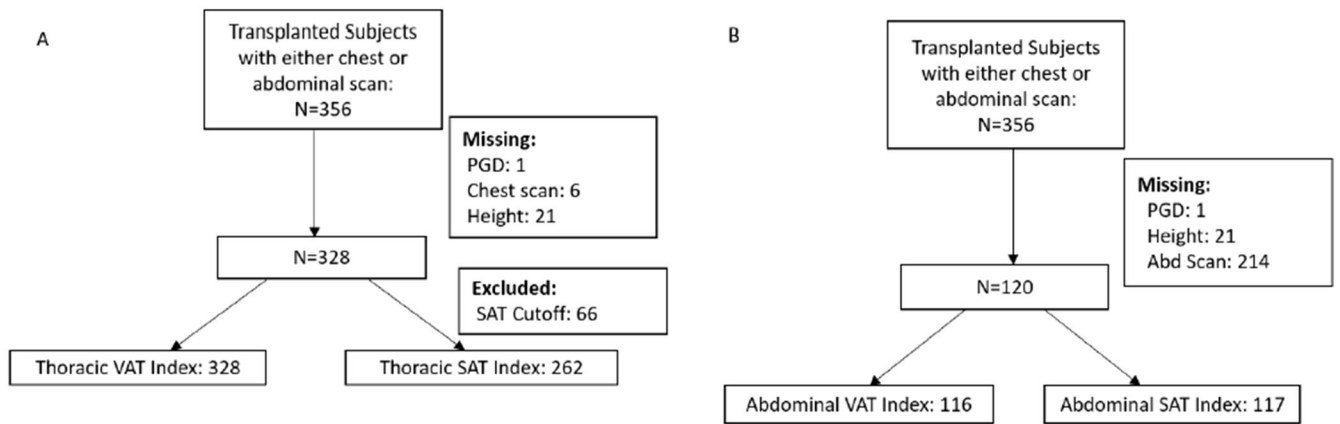 A
Transplanted Subjects
with either chest or
abdominal scan:
N=356
Missing:
PGD: 1
Chest scan: 6
Height: 21
N=328
Excluded:
SAT Cutoff: 66
Thoracic VAT Index: 328
Thoracic SAT Index: 262
B
Transplanted Subjects
with either chest or
abdominal scan:
N=356
Missing:
PGD: 1
Height: 21
Abd Scan: 214
N=120
Abdominal VAT Index: 116
Abdominal SAT Index: 117